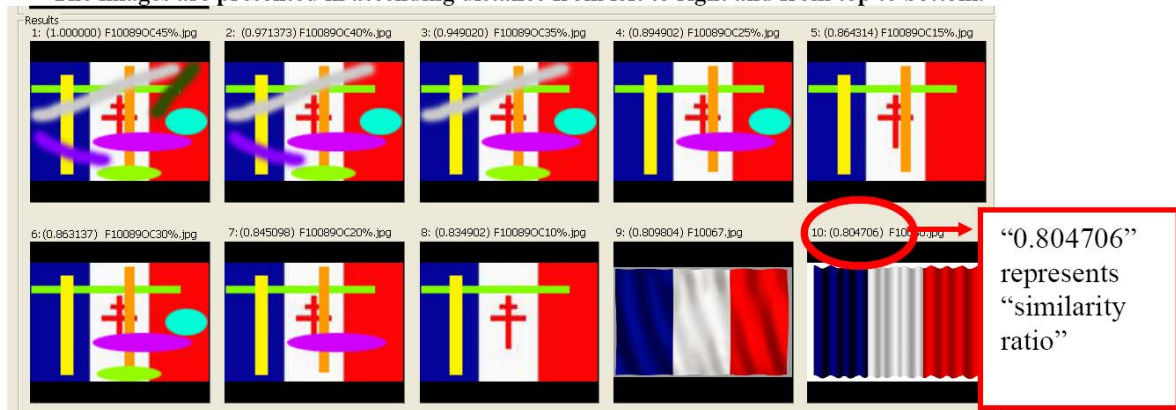 The images are presented in ascending distance from left to right and from top to bottom.
Results
1: (1.000000) F10089OC45%.jpg
2: (0.971373) F10089OC40%.jpg
3: (0.949020) F10089OC35%.jpg
4: (0.894902) F10089OC25%.jpg
5: (0.864314) F10089OC15%.jpg
6:(0.863137) F10089OC30%.jpg
7:(0.845098) F10089OC20%.jpg
8: (0.834902) F10089OC10%.jpg
9: (0.809804) F10067.jpg
10: (0.804706)
“0.804706”
represents
“similarity
ratio”